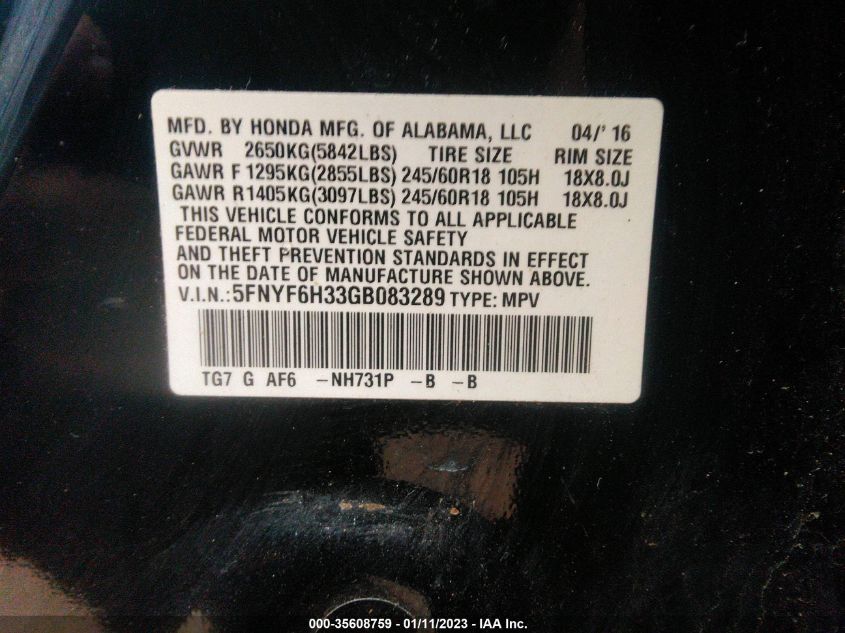 MFD. BY HONDA MFG. OF ALABAMA, LLC 04/'16
GVWR 2650KG(5842LBS) TIRE SIZE RIM SIZE
GAWR F 1295KG(2855LBS) 245/60R18 105H 18X8.0J
GAWR R1405KG(3097LBS) 245/60R18 105H 18X8.0J
THIS VEHICLE CONFORMS TO ALL APPLICABLE
FEDERAL MOTOR VEHICLE SAFETY
AND THEFT PREVENTION STANDARDS IN EFFECT
ON THE DATE OF MANUFACTURE SHOWN ABOVE.
V.I.N.:5FNYF6H33GB083289 TYPE: MPV
TG7 G AF6 -NH731P -B -B
000-35608759 - 01/11/2023 - IAA Inc.